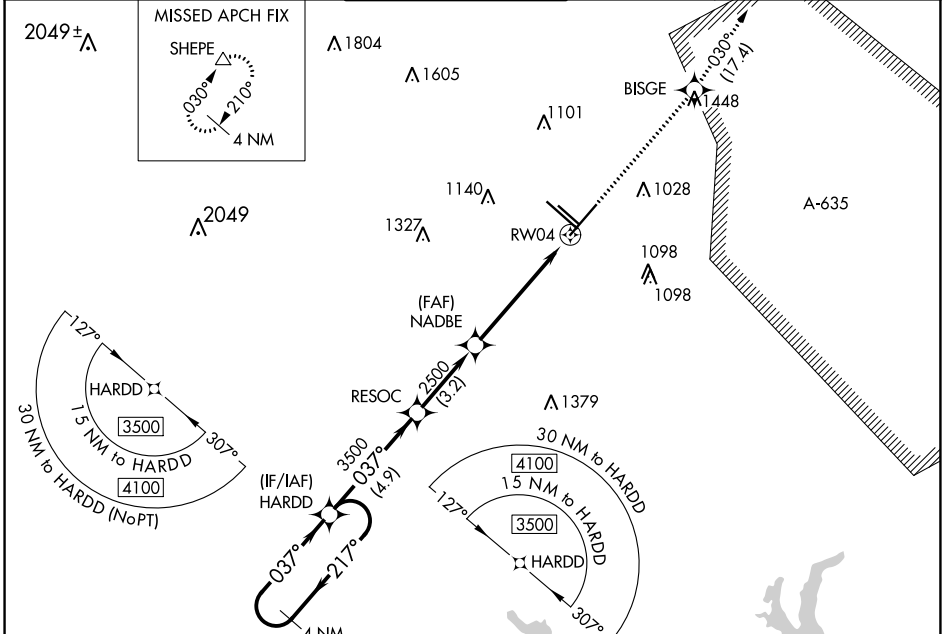 MISSED APCH FIX
SHEPE
030°
210°
4 NM
2049±
1804
1605
1101
BISGE
030°
(17.4)
1448
1140
1028
A-635
2049
1327
RW04
1098
1098
(FAF)
NADBE
127°
HARDD
3500
15 NM to HARDD
307°
4100
30 NM to HARDD (NoPT)
RESOC
2500
(3.2)
1379
3500
037°
(4.9)
(IF/IAF)
HARDD
037°
217°
4 NM
30 NM to HARDD
4100
15 NM to HARDD
127°
3500
HARDD
307°